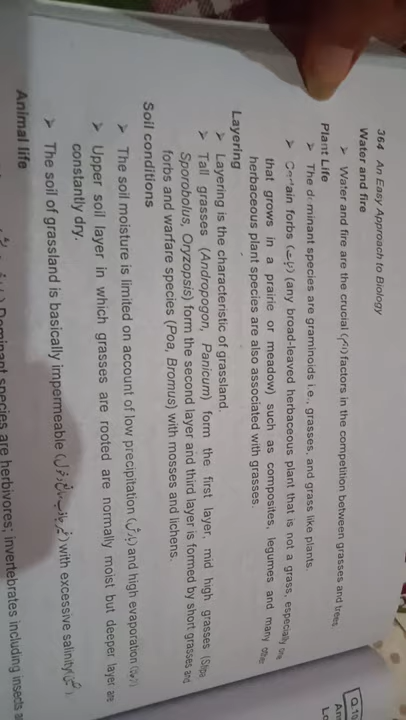 364 An Easy Approach to Biology
Water and fire
➤ Water and fire are the crucial (اہم) factors in the competition between grasses and trees
Plant Life
➤ The dominant species are graminoids i.e., grasses, and grass like plants.
➤ Certain forbs (any broad-leaved herbaceous plant that is not a grass, especially one
that grows in a prairie or meadow) such as composites, legumes and many other
herbaceous plant species are also associated with grasses.
Layering
➤ Layering is the characteristic of grassland.
➤ Tall grasses (Andropogon, Panicum) form the first layer, mid high grasses (Stipa
Sporobolus, Oryzopsis) form the second layer and third layer is formed by short grasses and
forbs and warfare species (Poa, Bromus) with mosses and lichens.
Soil conditions
➤ The soil moisture is limited on account of low precipitation (بارش) and high evaporation
➤ Upper soil layer in which grasses are rooted are normally moist but deeper layer are
constantly dry.
➤ The soil of grassland is basically impermeable with excessive salinity
Animal life
Dominant species are herbivores; invertebrates including insects
Q.10